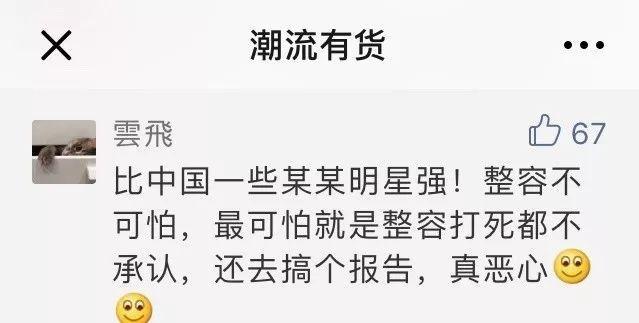 潮流有货
雲飛
67
比中国一些某某明星强！整容不
可怕，最可怕就是整容打死都不
承认，还去搞个报告，真恶心